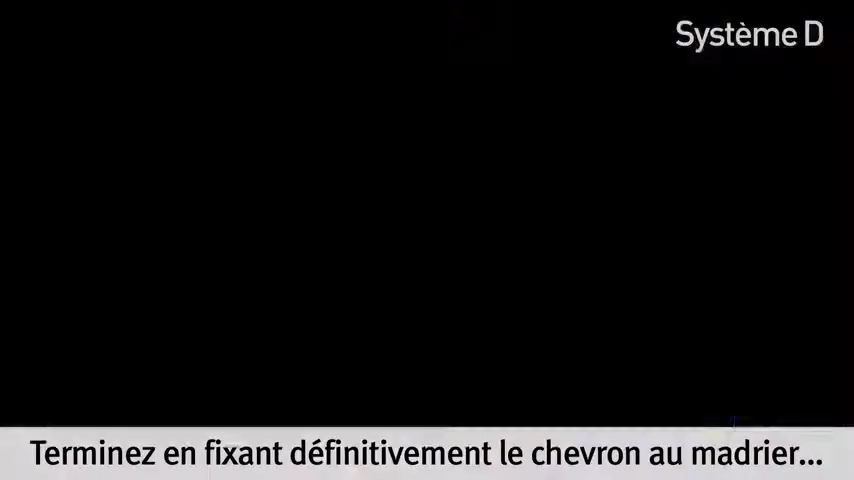 Système D
Terminez en fixant définitivement le chevron au madrier...